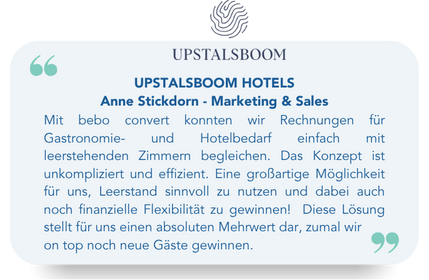 UPSTALSBOOM
UPSTALSBOOM HOTELS
Anne Stickdorn - Marketing & Sales
Mit bebo convert konnten wir Rechnungen für
Gastronomie- und Hotelbedarf einfach mit
leerstehenden Zimmern begleichen. Das Konzept ist
unkompliziert und effizient. Eine großartige Möglichkeit
für uns, Leerstand sinnvoll zu nutzen und dabei auch
noch finanzielle Flexibilität zu gewinnen! Diese Lösung
stellt für uns einen absoluten Mehrwert dar, zumal wir
on top noch neue Gäste gewinnen.